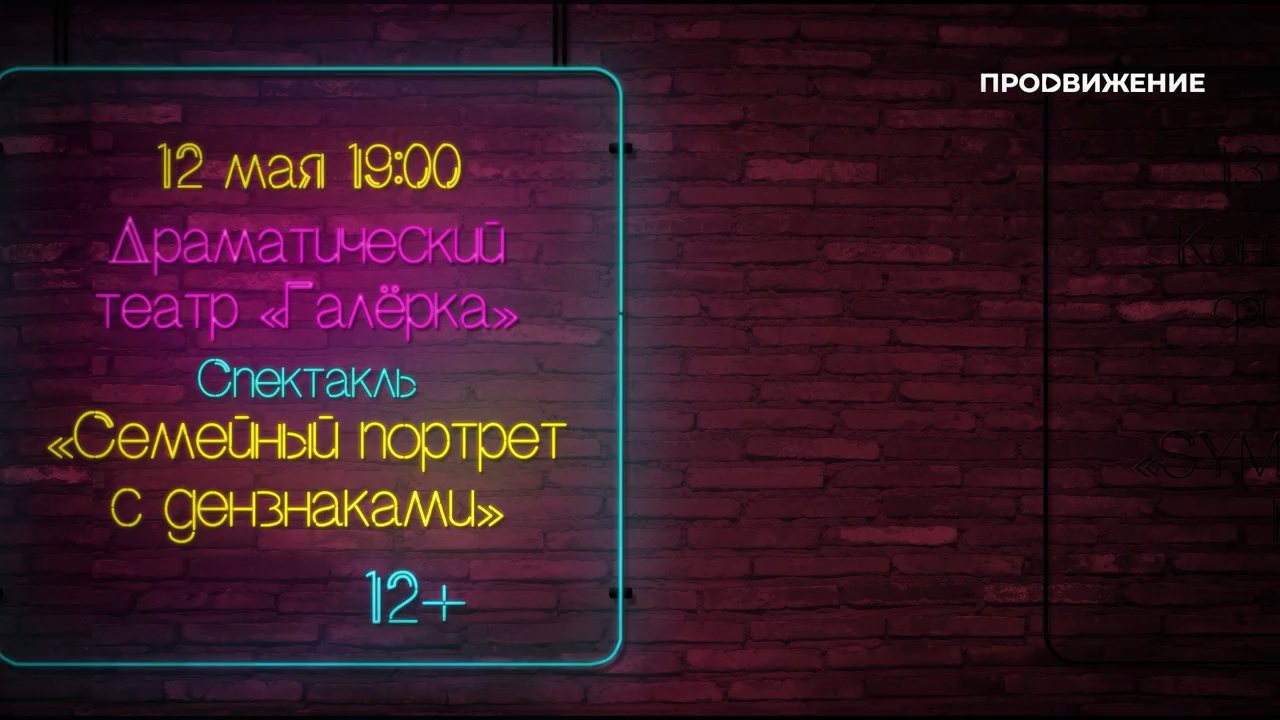 ПРОДВИЖЕНИЕ
12 мая 19:00
Драматический
театр «Галёрка»
Спектакль
«Семейный портрет
с дензнаками»
12+